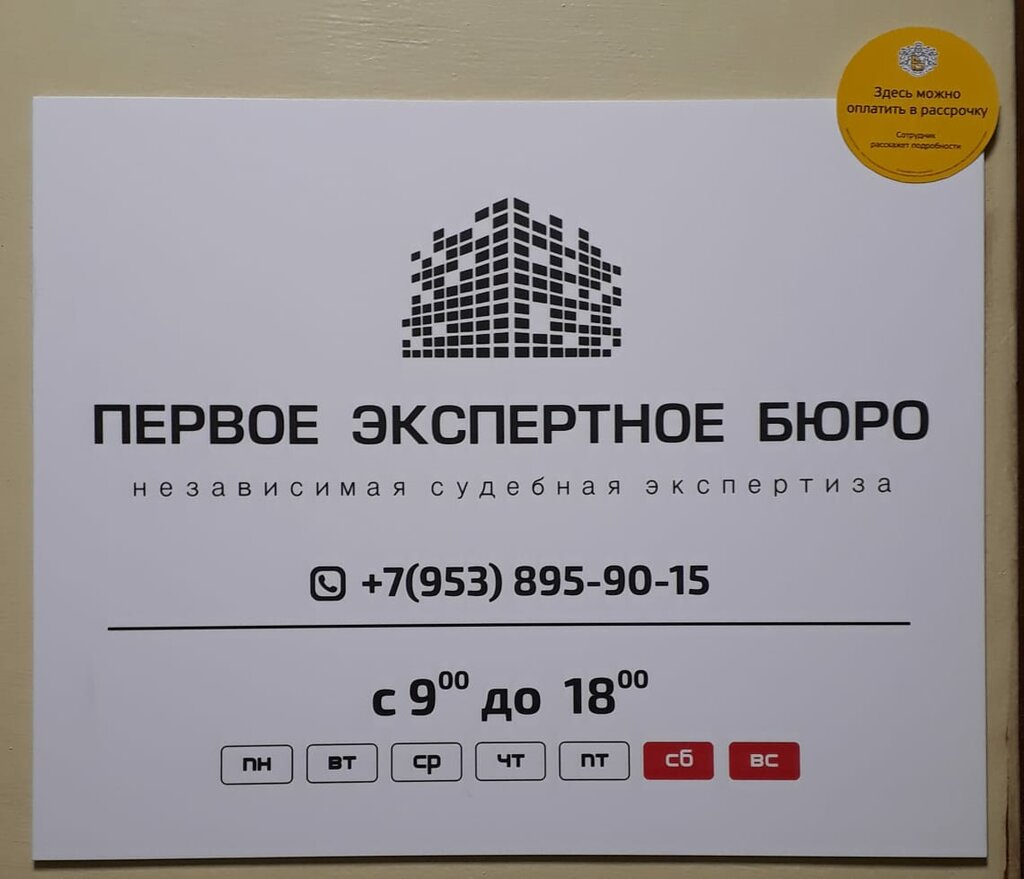 Здесь можно
оплатить в рассрочку
Сотрудник
расскажет подробности
ПЕРВОЕ ЭКСПЕРТНОЕ БЮРО
независимая судебная экспертиза
+7(953) 895-90-15
с 9⁰⁰ до 18⁰⁰
пн вт ср чт пт сб вс